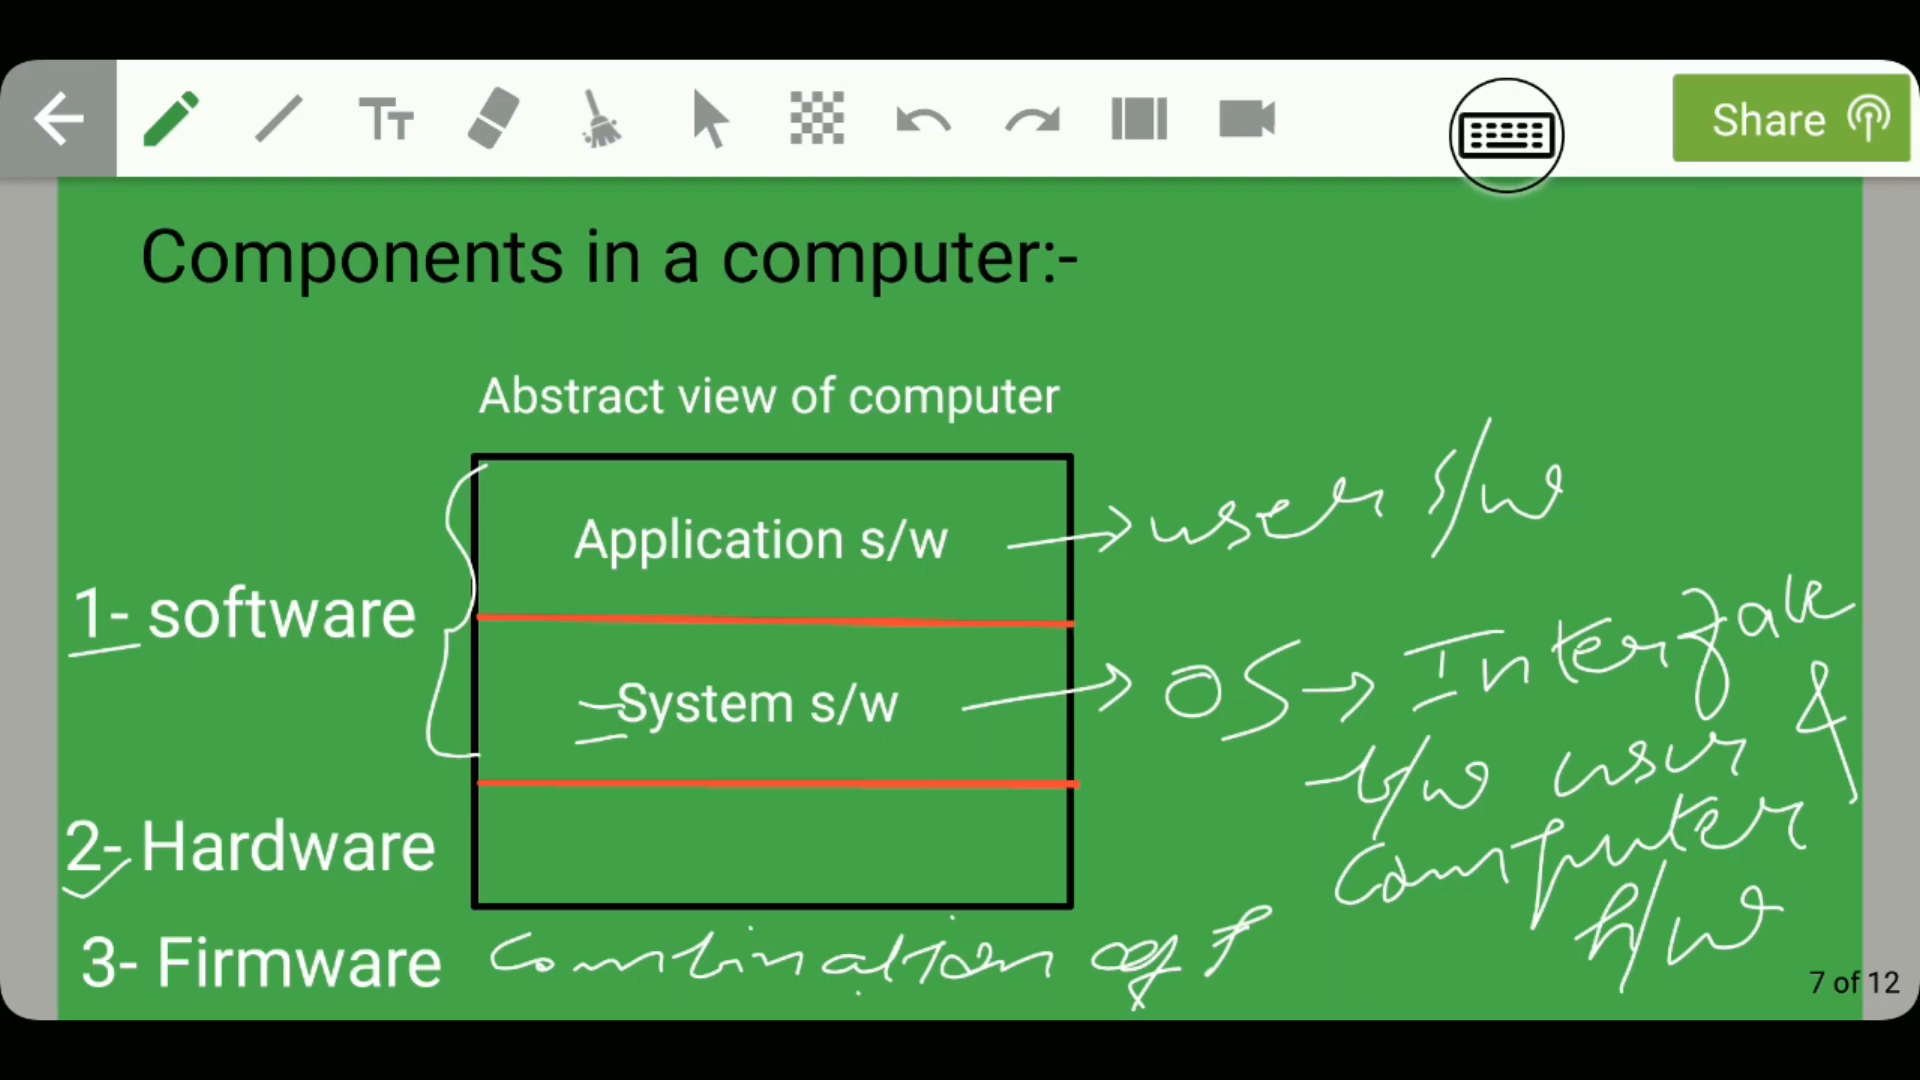 Share
Components in a computer:-
Abstract view of computer
Application s/w → user s/w
1- software
System s/w → OS → Interface
b/w user &
computer
h/w
2- Hardware
3- Firmware combination of
7 of 12